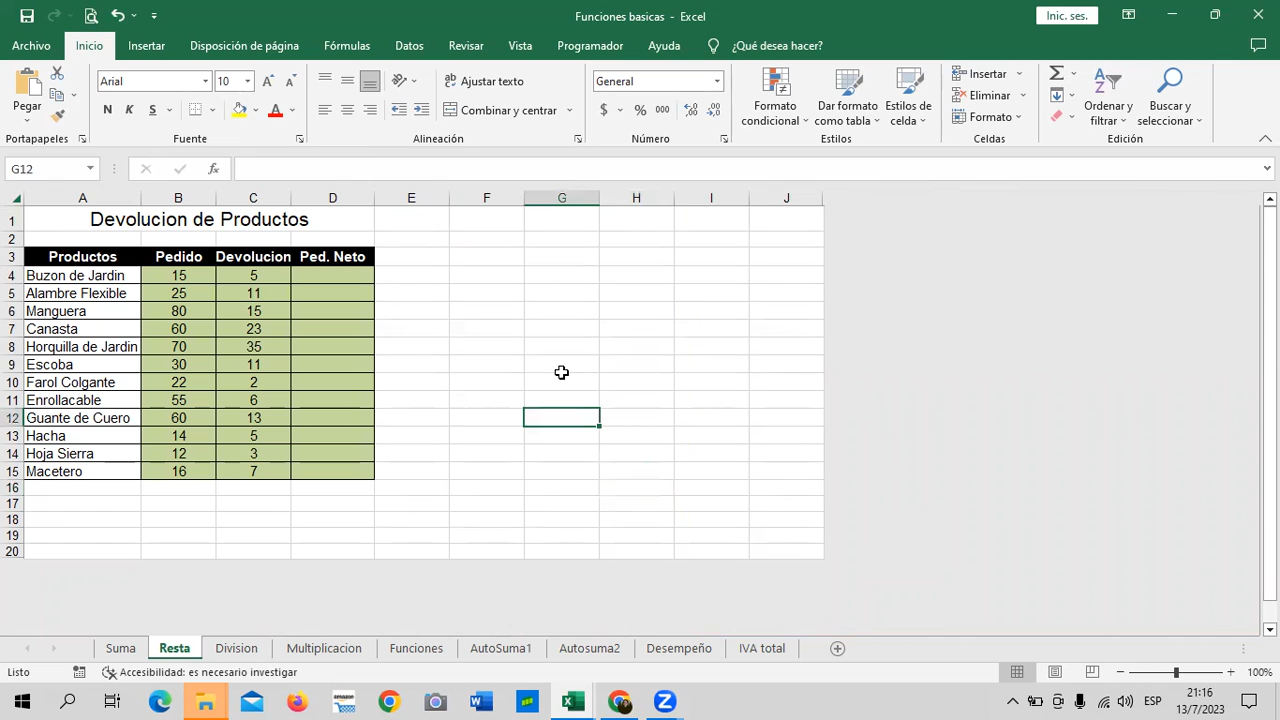 Funciones basicas - Excel
Inic. ses.
Archivo Inicio Insertar Disposición de página Fórmulas Datos Revisar Vista Programador Ayuda ¿Qué desea hacer?
Pegar
Portapapeles
Arial 10
N K S
Fuente
Ajustar texto
Combinar y centrar
Alineación
General
$ % 000
Número
Formato condicional
Dar formato como tabla
Estilos de celda
Estilos
Insertar
Eliminar
Formato
Celdas
Ordenar y filtrar
Buscar y seleccionar
Edición
G12
A B C D E F G H I J
1 Devolucion de Productos
2
3 Productos Pedido Devolucion Ped. Neto
4 Buzon de Jardin 15 5
5 Alambre Flexible 25 11
6 Manguera 80 15
7 Canasta 60 23
8 Horquilla de Jardin 70 35
9 Escoba 30 11
10 Farol Colgante 22 2
11 Enrollacable 55 6
12 Guante de Cuero 60 13
13 Hacha 14 5
14 Hoja Sierra 12 3
15 Macetero 16 7
16
17
18
19
20
Suma Resta Division Multiplicacion Funciones AutoSuma1 Autosuma2 Desempeño IVA total
Listo Accesibilidad: es necesario investigar 100%
ESP 21:16
13/7/2023